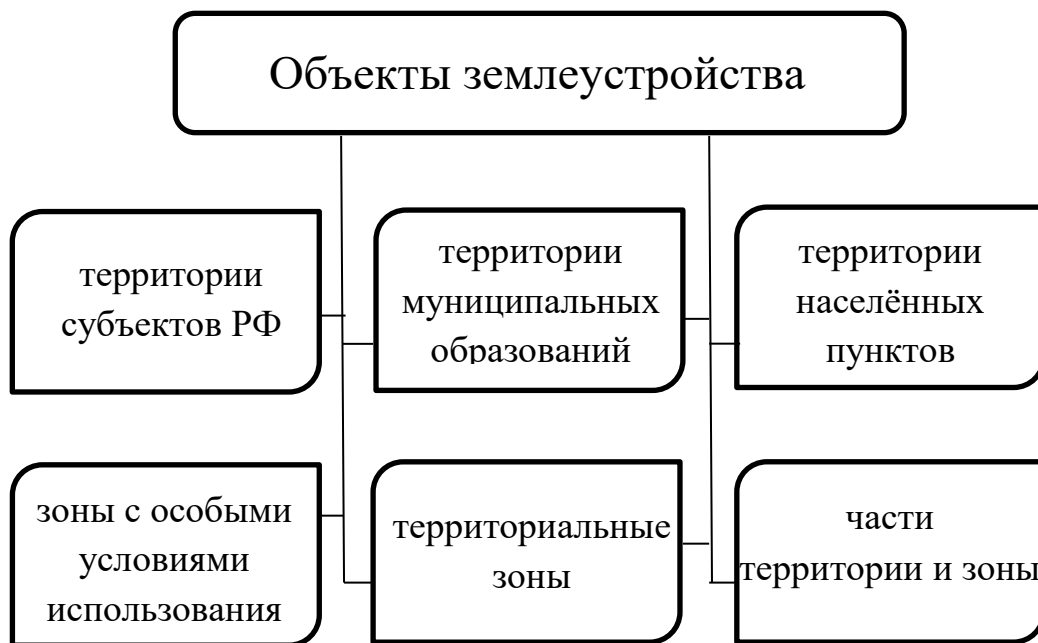 Объекты землеустройства
территории
субъектов РФ
территории
муниципальных
образований
территории
населённых
пунктов
зоны с особыми
условиями
использования
территориальные
зоны
части
территории и зоны